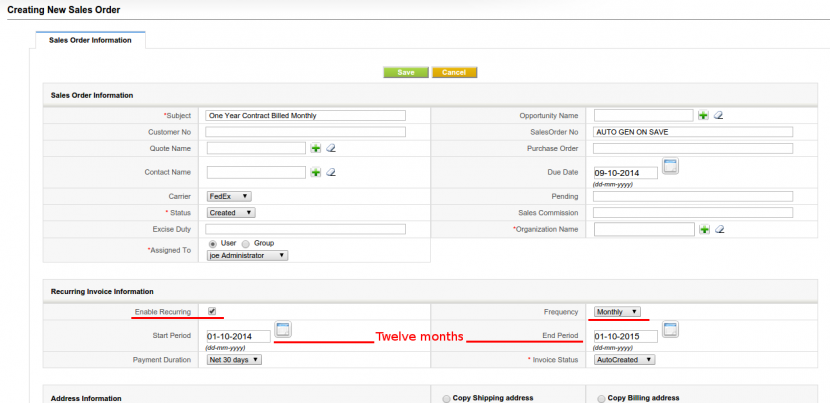 Creating New Sales Order
Sales Order Information
Save Cancel
Sales Order Information
*Subject One Year Contract Billed Monthly Opportunity Name
Customer No SalesOrder No AUTO GEN ON SAVE
Quote Name Purchase Order
Contact Name Due Date 09-10-2014
(dd-mm-yyyy)
Carrier FedEx Pending
* Status Created Sales Commission
Excise Duty *Organization Name
*Assigned To User Group
joe Administrator
Recurring Invoice Information
Enable Recurring Frequency Monthly
Start Period 01-10-2014 Twelve months End Period 01-10-2015
(dd-mm-yyyy) (dd-mm-yyyy)
Payment Duration Net 30 days * Invoice Status AutoCreated
Address Information Copy Shipping address Copy Billing address